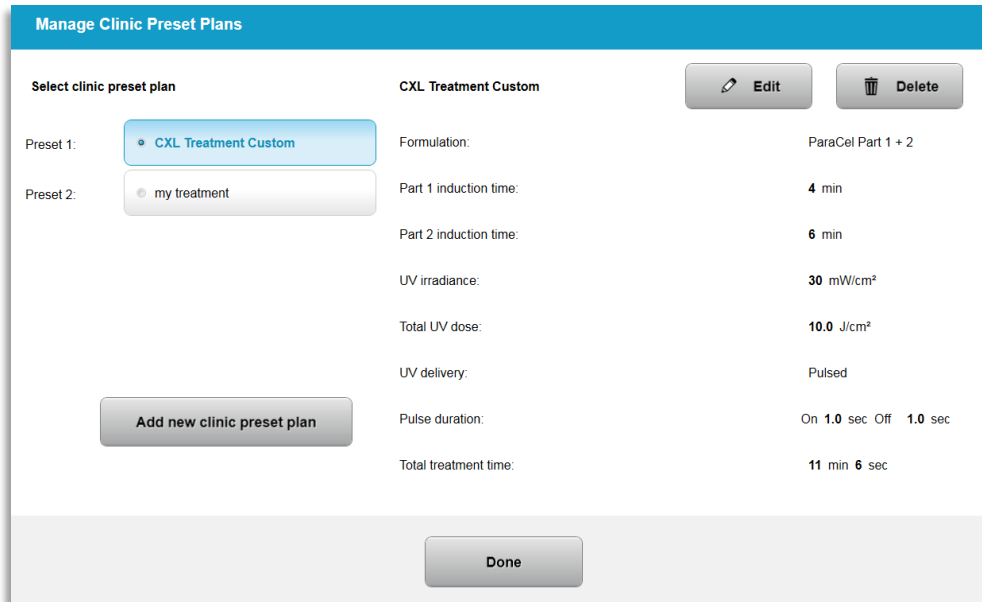 Manage Clinic Preset Plans
Select clinic preset plan
CXL Treatment Custom
Edit
Delete
Preset 1:
CXL Treatment Custom
Preset 2:
my treatment
Add new clinic preset plan
Formulation: ParaCel Part 1 + 2
Part 1 induction time: 4 min
Part 2 induction time: 6 min
UV irradiance: 30 mW/cm²
Total UV dose: 10.0 J/cm²
UV delivery: Pulsed
Pulse duration: On 1.0 sec Off 1.0 sec
Total treatment time: 11 min 6 sec
Done